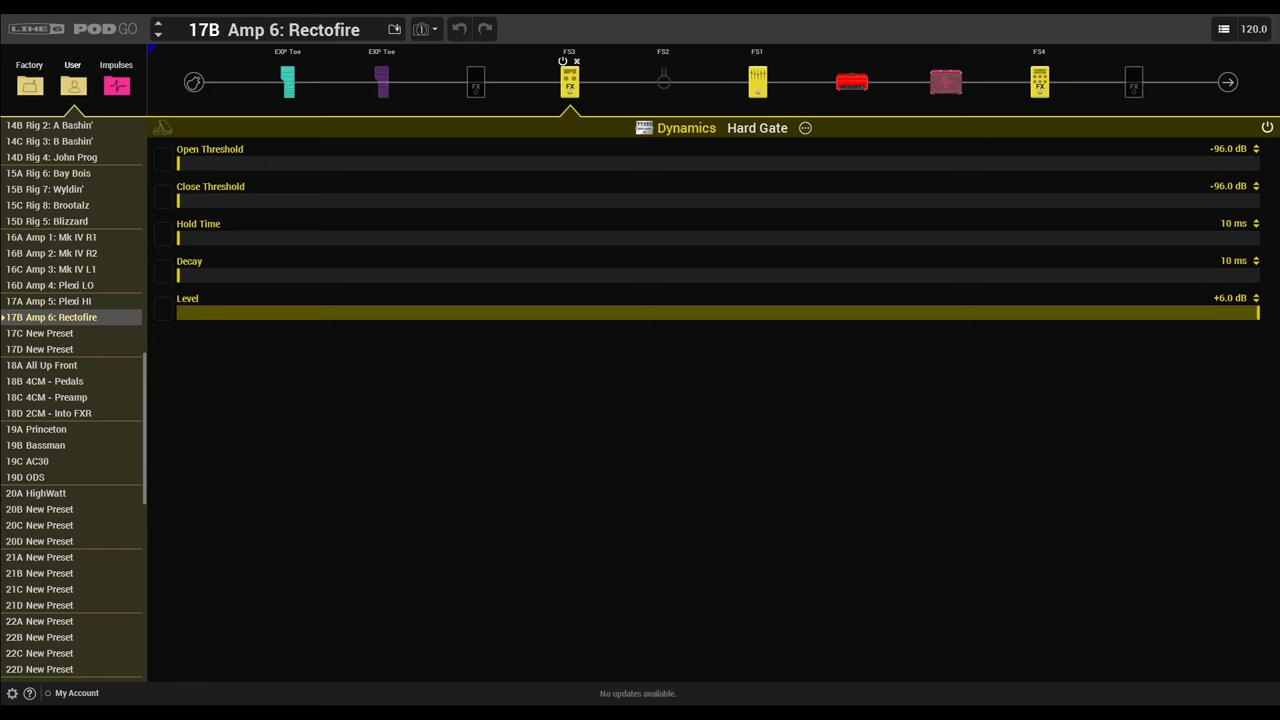 LINE 6 POD GO
17B Amp 6: Rectofire
120.0
Factory
User
Impulses
EXP Toe
EXP Toe
FS3
FS2
FS1
FS4
FX
FX
FX
FX
Dynamics Hard Gate
Open Threshold -96.0 dB
Close Threshold -96.0 dB
Hold Time 10 ms
Decay 10 ms
Level +6.0 dB
14B Rig 2: A Bashin'
14C Rig 3: B Bashin'
14D Rig 4: John Prog
15A Rig 6: Bay Bois
15B Rig 7: Wyldin'
15C Rig 8: Brootalz
15D Rig 5: Blizzard
16A Amp 1: Mk IV R1
16B Amp 2: Mk IV R2
16C Amp 3: Mk IV L1
16D Amp 4: Plexi LO
17A Amp 5: Plexi HI
17B Amp 6: Rectofire
17C New Preset
17D New Preset
18A All Up Front
18B 4CM - Pedals
18C 4CM - Preamp
18D 2CM - Into FXR
19A Princeton
19B Bassman
19C AC30
19D ODS
20A HighWatt
20B New Preset
20C New Preset
20D New Preset
21A New Preset
21B New Preset
21C New Preset
21D New Preset
22A New Preset
22B New Preset
22C New Preset
22D New Preset
My Account
No updates available.